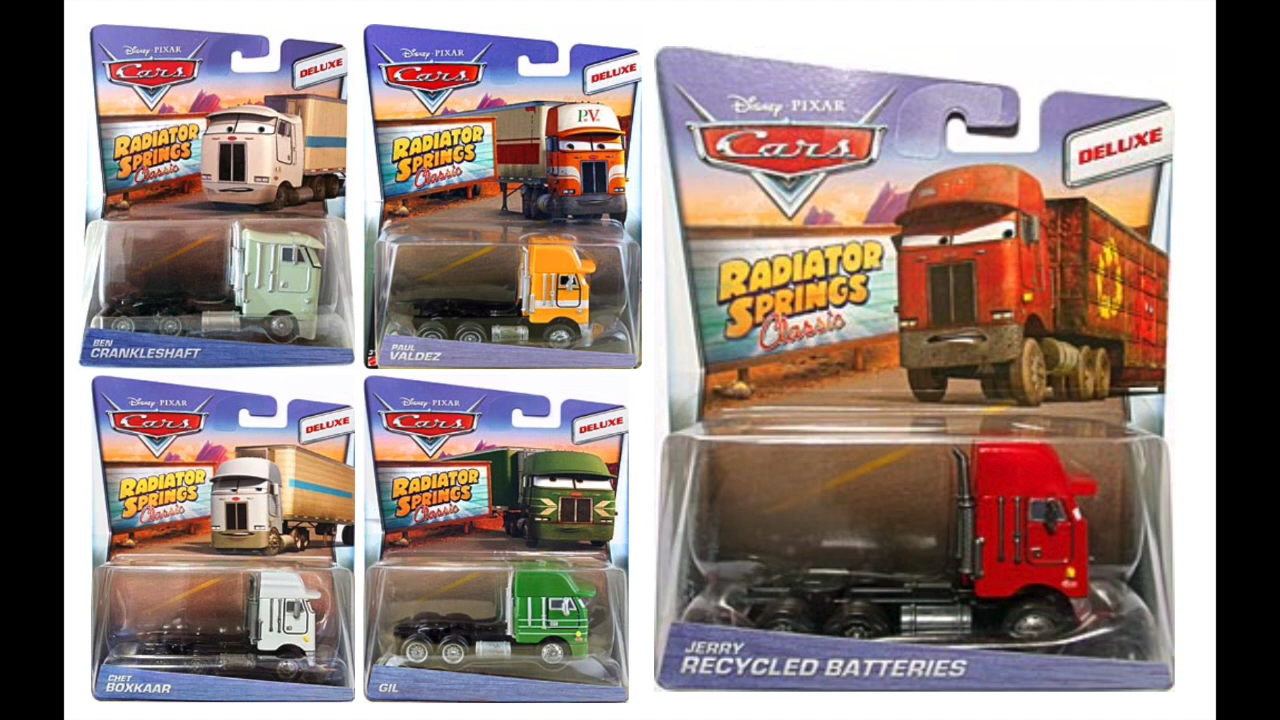 Disney·PIXAR
Cars
DELUXE
RADIATOR
SPRINGS
Classic
BEN
CRANKLESHAFT
Disney·PIXAR
Cars
DELUXE
P.V.
RADIATOR
SPRINGS
Classic
PAUL
VALDEZ
Disney·PIXAR
Cars
DELUXE
RADIATOR
SPRINGS
Classic
CHET
BOXKAAR
Disney·PIXAR
Cars
DELUXE
RADIATOR
SPRINGS
Classic
GIL
Disney·PIXAR
Cars
DELUXE
RADIATOR
SPRINGS
Classic
JERRY
RECYCLED BATTERIES